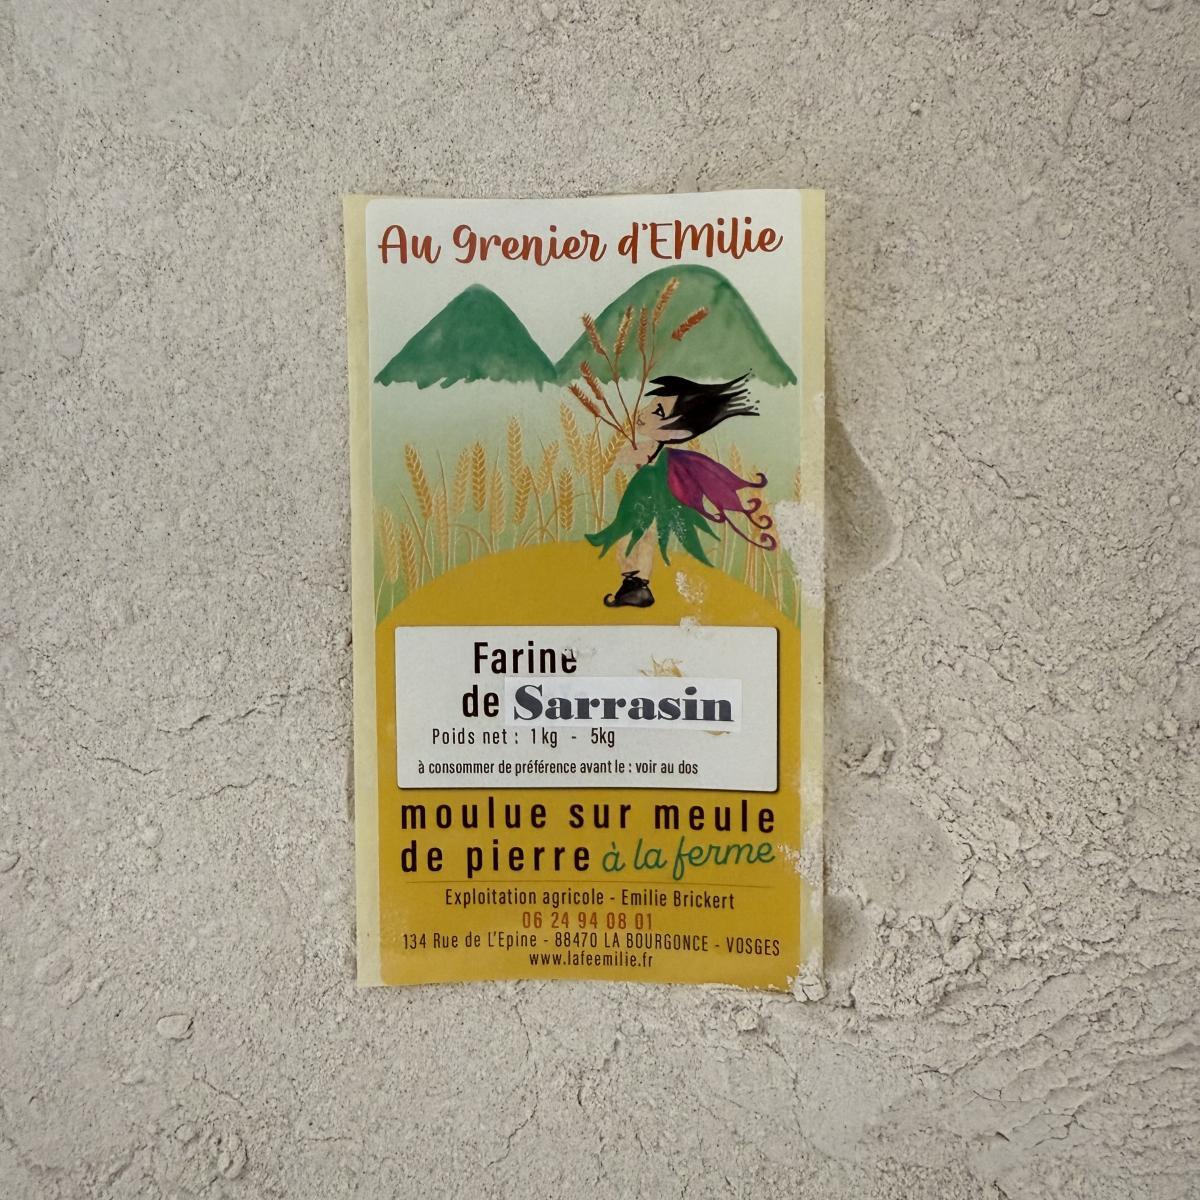 Au Grenier d'EMilie
Farine
de Sarrasin
Poids net : 1 kg - 5kg
à consommer de préférence avant le : voir au dos
moulue sur meule
de pierre à la ferme
Exploitation agricole - Emilie Brickert
06 24 94 08 01
134 Rue de L'Epine - 88470 LA BOURGONCE - VOSGES
www.lafeemilie.fr